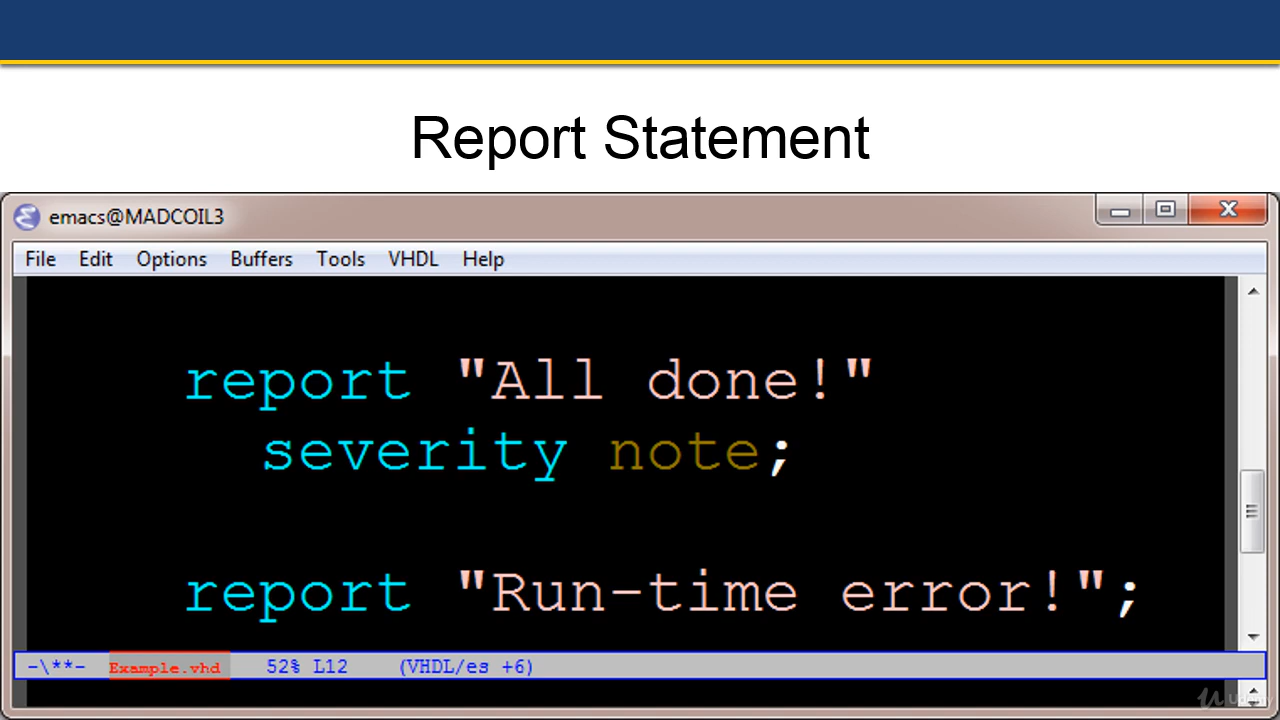 Report Statement
emacs@MADCOIL3
File Edit Options Buffers Tools VHDL Help
report "All done!"
severity note;
report "Run-time error!";
-\**- Example.vhd 52% L12 (VHDL/es +6)